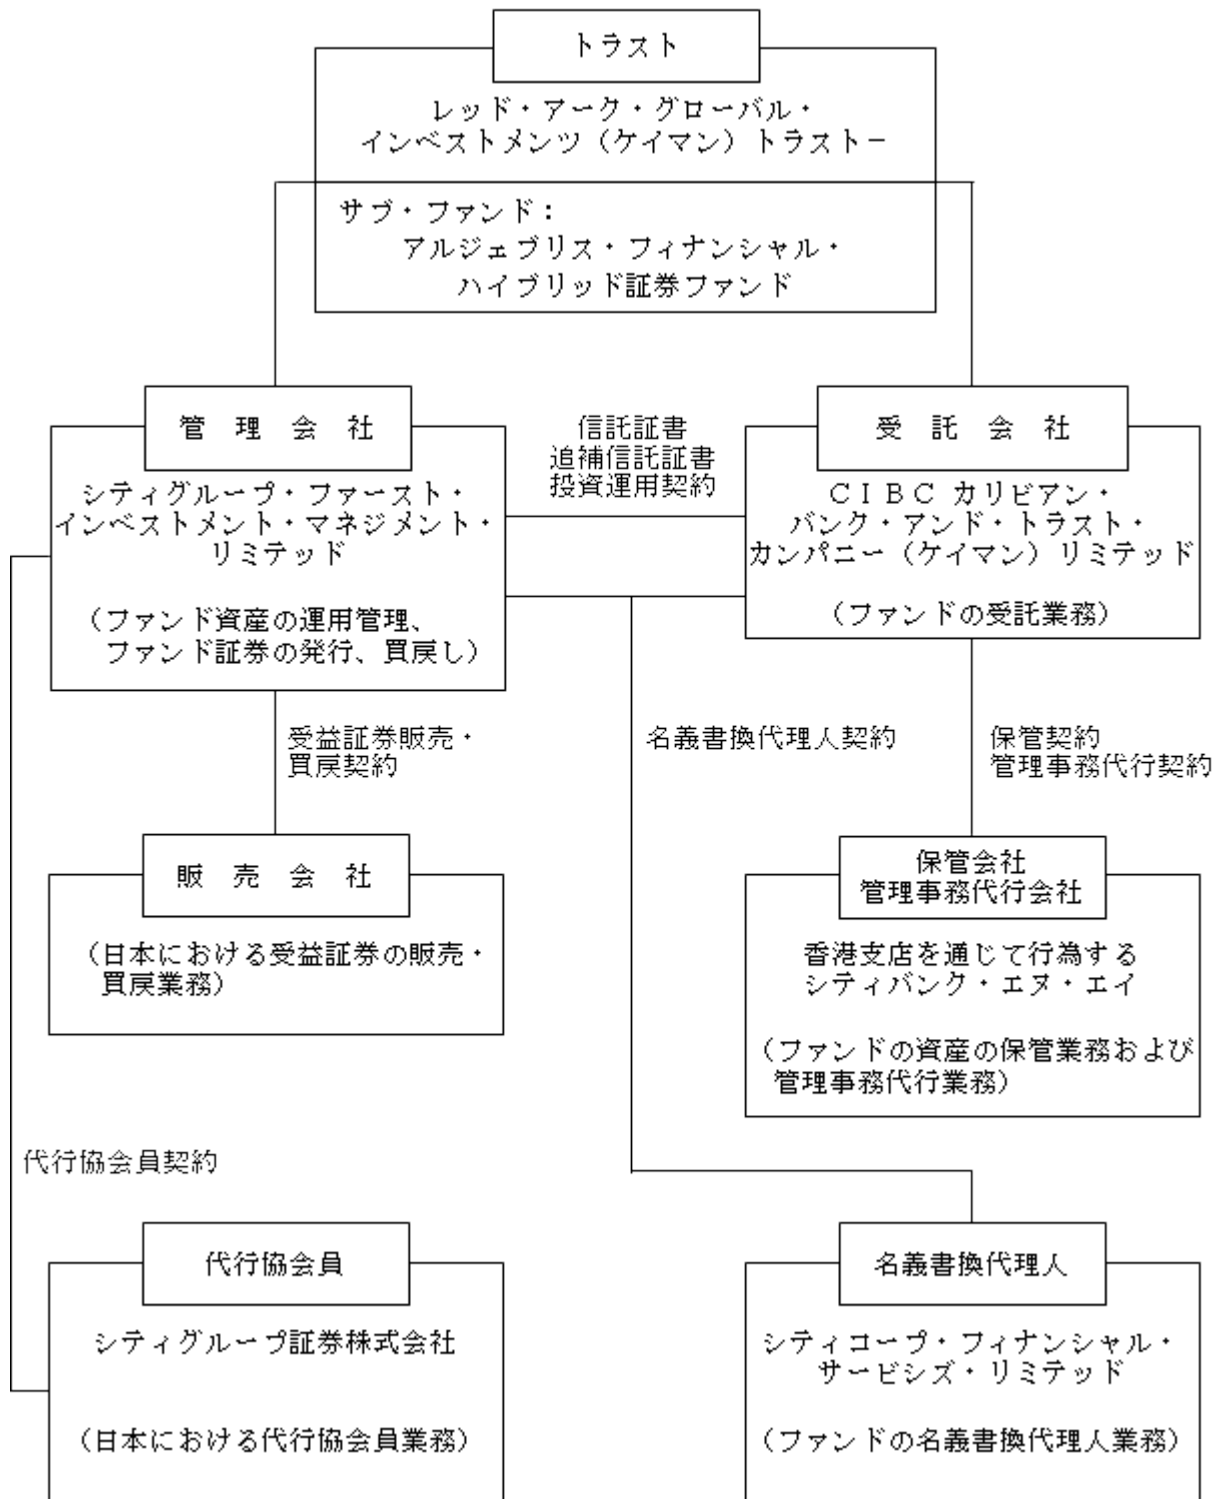 トラスト
レッド・アーク・グローバル・
インベストメンツ（ケイマン）トラスト－
サブ・ファンド：
アルジェブリス・フィナンシャル・
ハイブリッド証券ファンド
管理会社
シティグループ・ファースト・
インベストメント・マネジメント・
リミテッド
（ファンド資産の運用管理、
ファンド証券の発行、買戻し）
信託証書
追補信託証書
投資運用契約
受託会社
ＣＩＢＣ カリビアン・
バンク・アンド・トラスト・
カンパニー（ケイマン）リミテッド
（ファンドの受託業務）
受益証券販売・
買戻契約
名義書換代理人契約
保管契約
管理事務代行契約
販売会社
（日本における受益証券の販売・
買戻業務）
保管会社
管理事務代行会社
香港支店を通じて行為する
シティバンク・エヌ・エイ
（ファンドの資産の保管業務および
管理事務代行業務）
代行協会員契約
代行協会員
シティグループ証券株式会社
（日本における代行協会員業務）
名義書換代理人
シティコープ・フィナンシャル・
サービシズ・リミテッド
（ファンドの名義書換代理人業務）